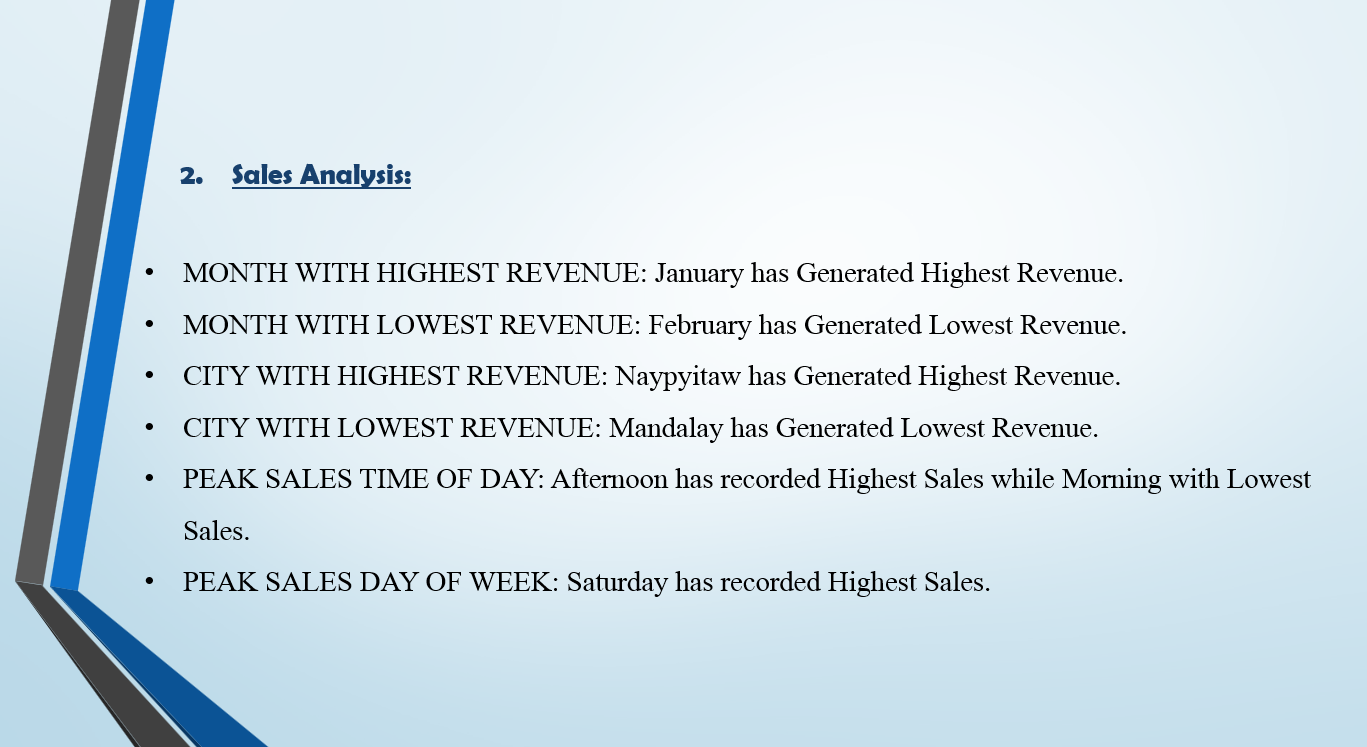 2. Sales Analysis:
• MONTH WITH HIGHEST REVENUE: January has Generated Highest Revenue.
• MONTH WITH LOWEST REVENUE: February has Generated Lowest Revenue.
• CITY WITH HIGHEST REVENUE: Naypyitaw has Generated Highest Revenue.
• CITY WITH LOWEST REVENUE: Mandalay has Generated Lowest Revenue.
• PEAK SALES TIME OF DAY: Afternoon has recorded Highest Sales while Morning with Lowest
Sales.
• PEAK SALES DAY OF WEEK: Saturday has recorded Highest Sales.